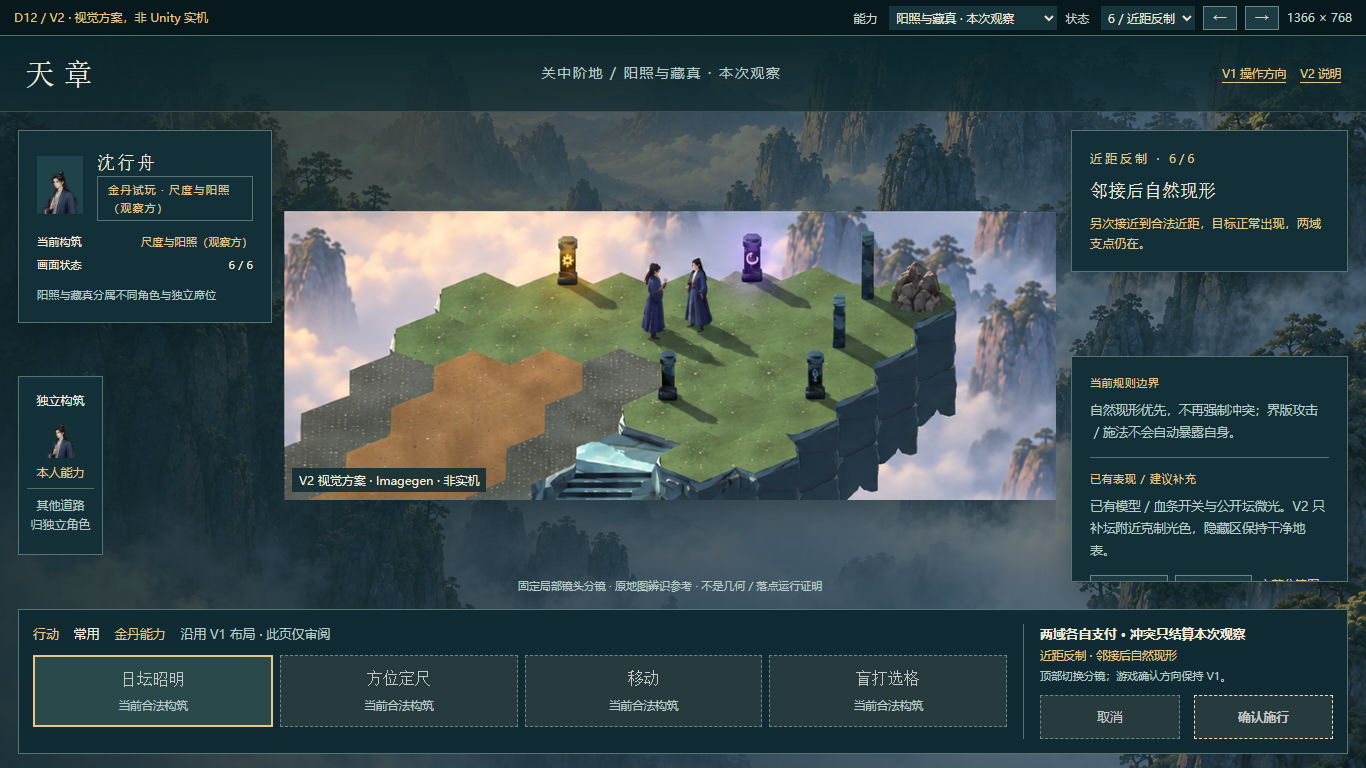 D12 / V2 · 视觉方案，非 Unity 实机
能力 阳照与藏真 · 本次观察 状态 6 / 近距反制 ← → 1366 × 768
天章
关中阶地 / 阳照与藏真 · 本次观察
V1 操作方向 V2 说明
沈行舟
金丹试玩 · 尺度与阳照
（观察方）
当前构筑 尺度与阳照（观察方）
画面状态 6 / 6
阳照与藏真分属不同角色与独立席位
独立构筑
本人能力
其他道路
归独立角色
V2 视觉方案 · Imagegen · 非实机
固定局部镜头分镜 · 原地图辨识参考 · 不是几何 / 落点运行证明
近距反制 · 6/6
邻接后自然现形
另次接近到合法近距，目标正常出现，两域
支点仍在。
当前规则边界
自然现形优先，不再强制冲突；界版攻击
/ 施法不会自动暴露自身。
已有表现 / 建议补充
已有模型 / 血条开关与公开坛微光。V2 只
补坛附近克制光色，隐藏区保持干净地
表。
行动 常用 金丹能力 沿用 V1 布局 · 此页仅审阅
日坛昭明
当前合法构筑
方位定尺
当前合法构筑
移动
当前合法构筑
盲打选格
当前合法构筑
两域各自支付 • 冲突只结算本次观察
近距反制 · 邻接后自然现形
顶部切换分镜；游戏确认方向保持 V1。
取消 确认施行